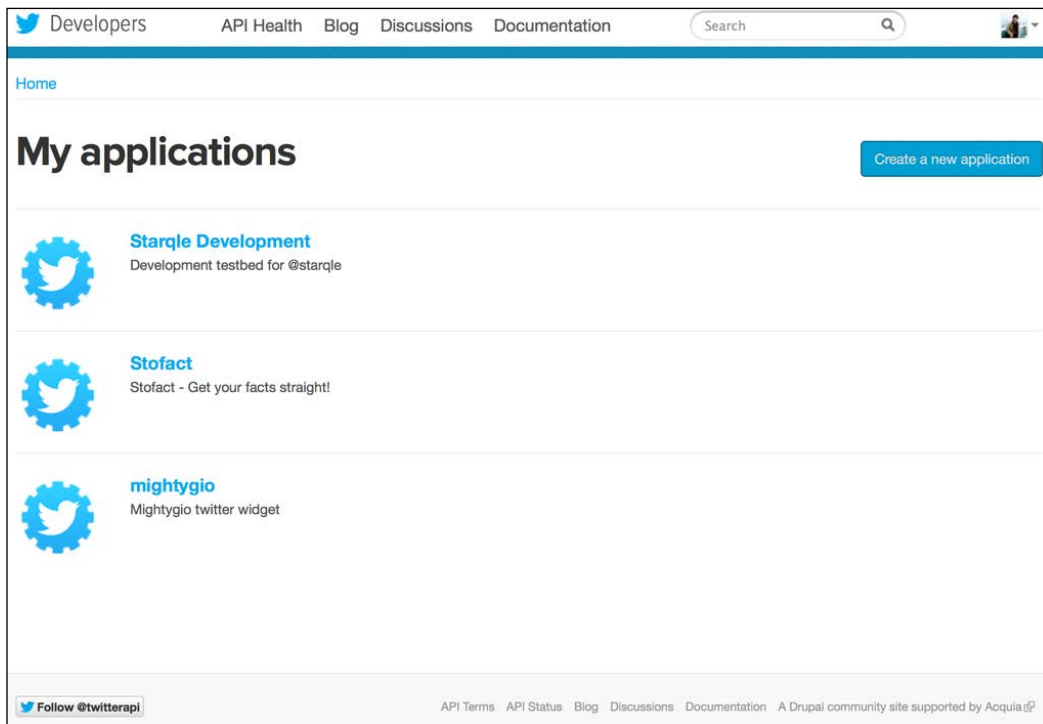 Developers API Health Blog Discussions Documentation Search
Home
My applications
Create a new application
Starqle Development
Development testbed for @starqle
Stofact
Stofact - Get your facts straight!
mightygio
Mightygio twitter widget
Follow @twitterapi
API Terms API Status Blog Discussions Documentation A Drupal community site supported by Acquia